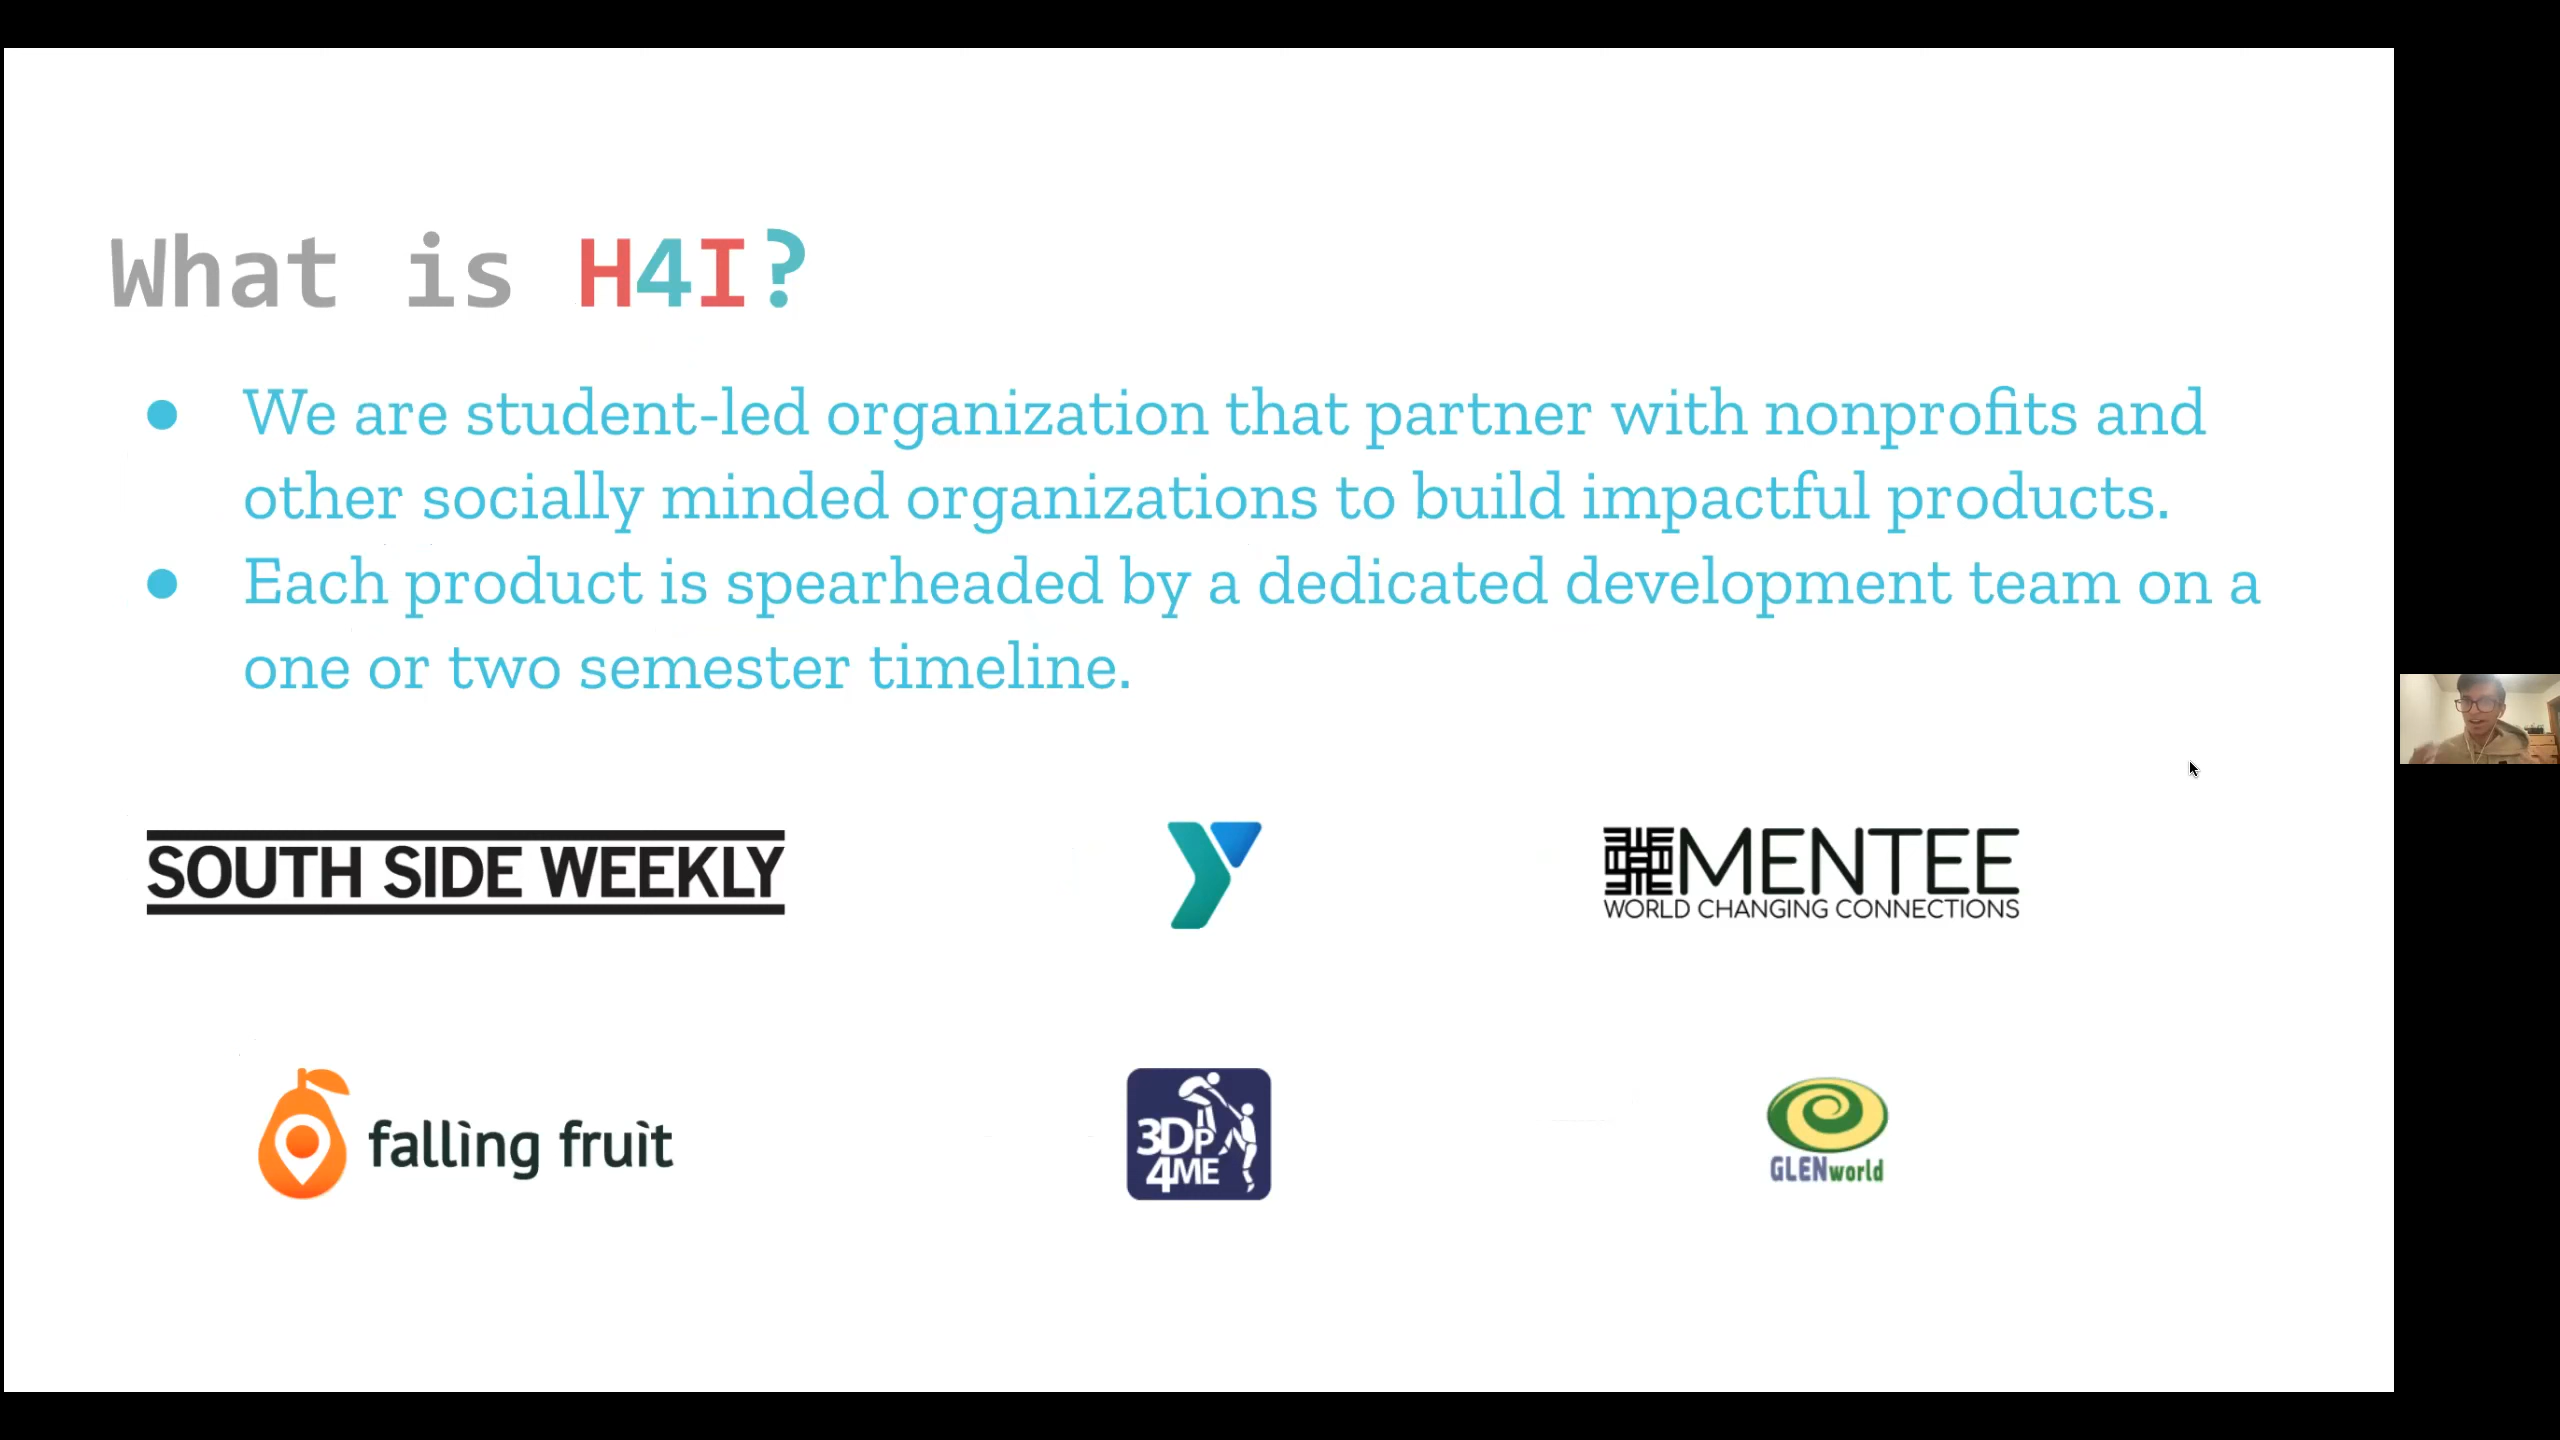 What is H4I?
● We are student-led organization that partner with nonprofits and
other socially minded organizations to build impactful products.
● Each product is spearheaded by a dedicated development team on a
one or two semester timeline.
SOUTH SIDE WEEKLY
MENTEE
WORLD CHANGING CONNECTIONS
falling fruit
3Dp
4ME
GLENworld